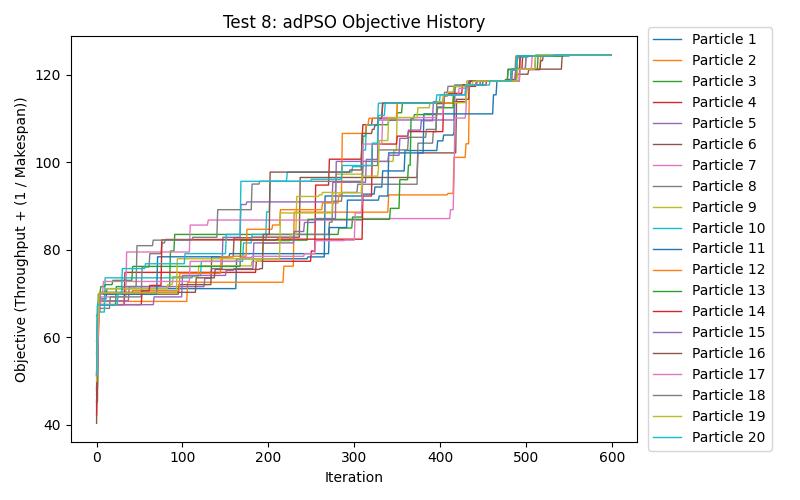 Test 8: adPSO Objective History
Objective (Throughput + (1 / Makespan))
120
100
80
60
40
0
100
200
300
400
500
600
Iteration
Particle 1
Particle 2
Particle 3
Particle 4
Particle 5
Particle 6
Particle 7
Particle 8
Particle 9
Particle 10
Particle 11
Particle 12
Particle 13
Particle 14
Particle 15
Particle 16
Particle 17
Particle 18
Particle 19
Particle 20